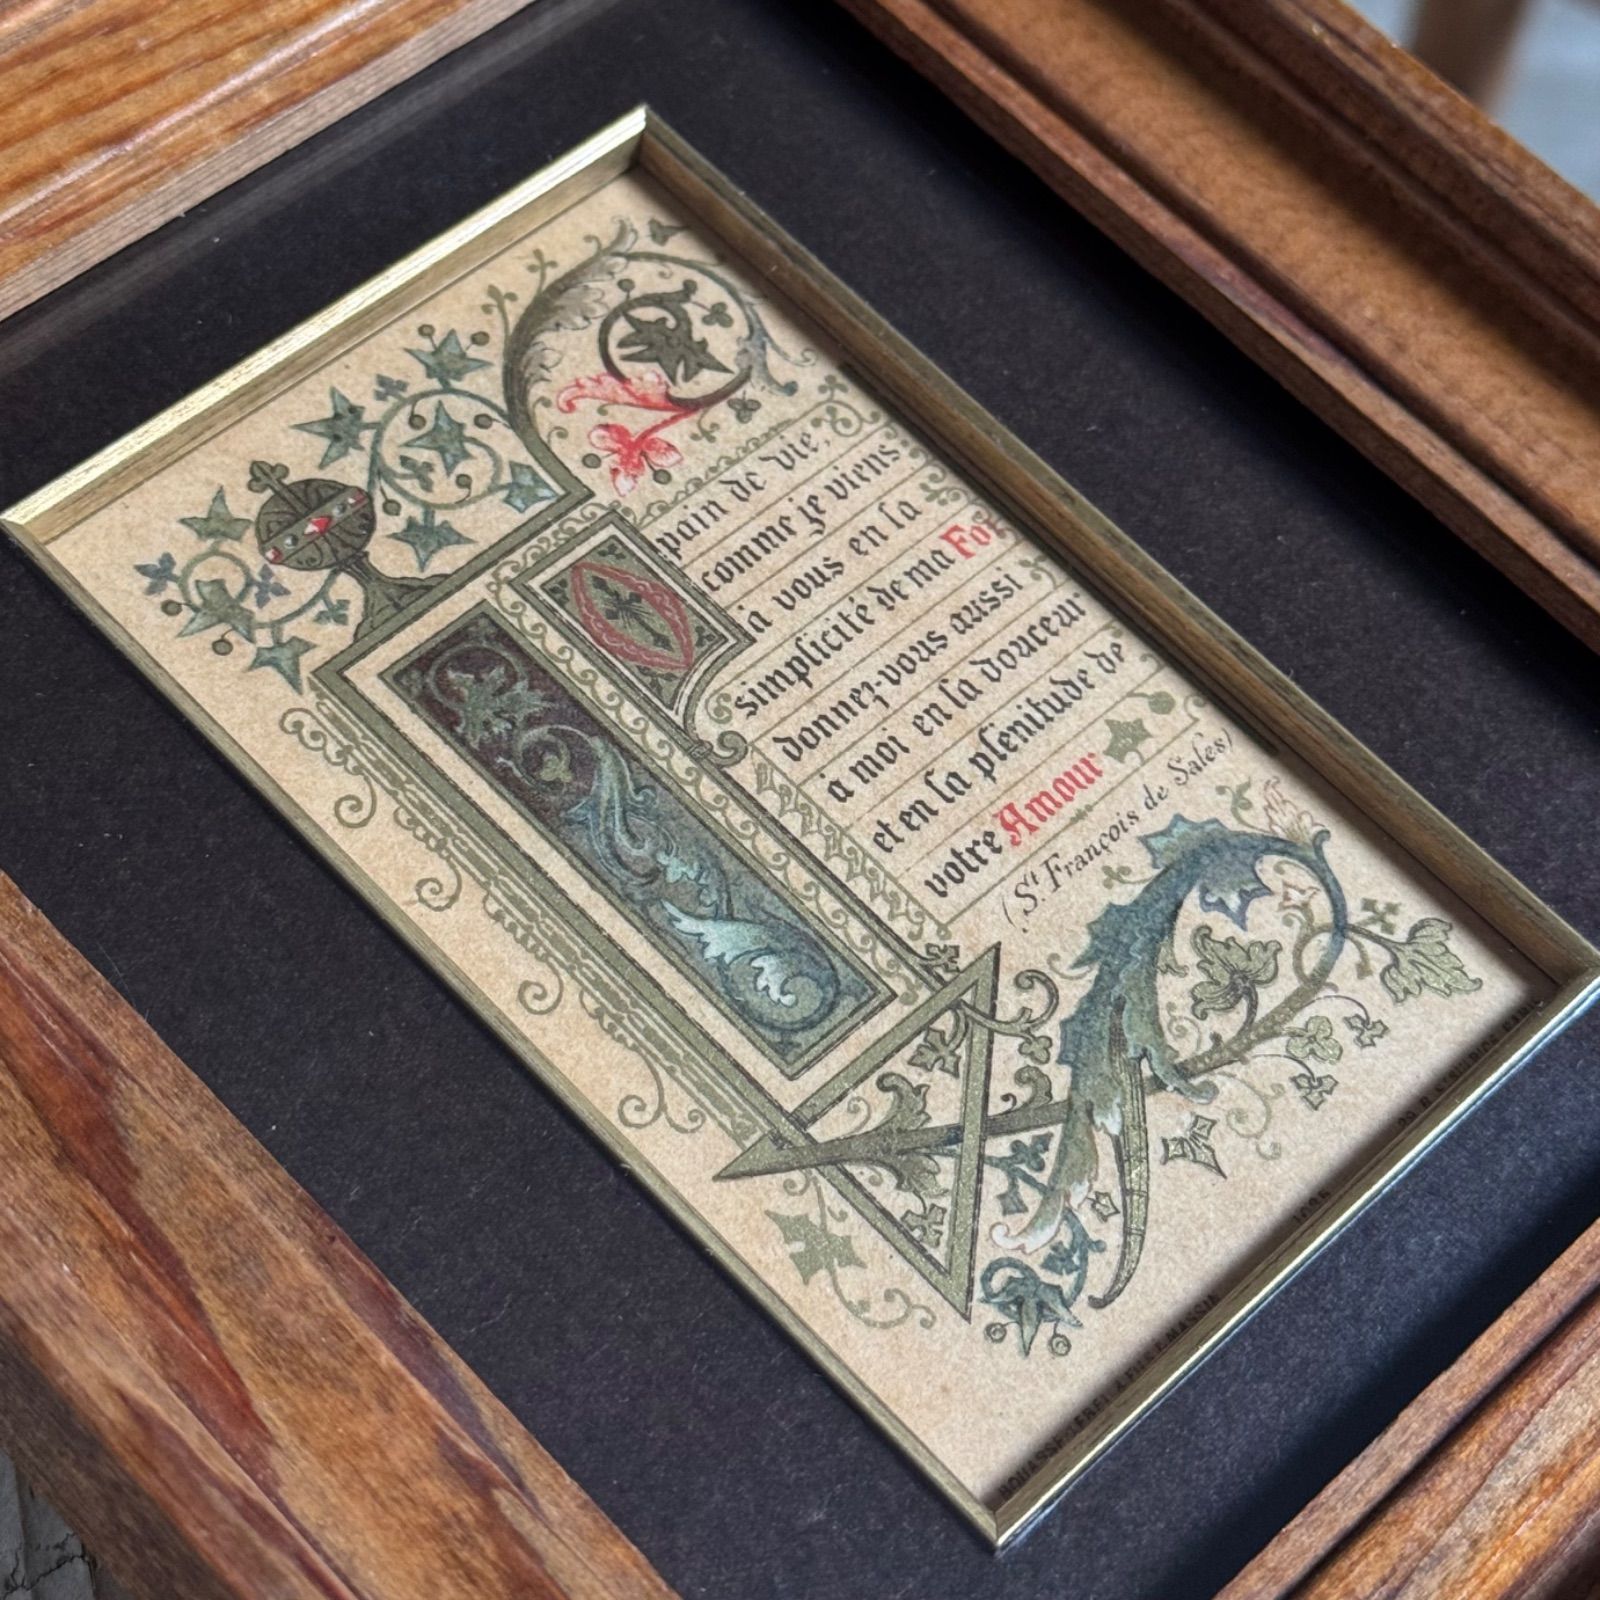 pain de vie,
comme je viens
à vous en la
simplicité de ma Foi
donnez-vous aussi
à moi en la douceur
et en la plénitude de
votre Amour
(St François de Sales)